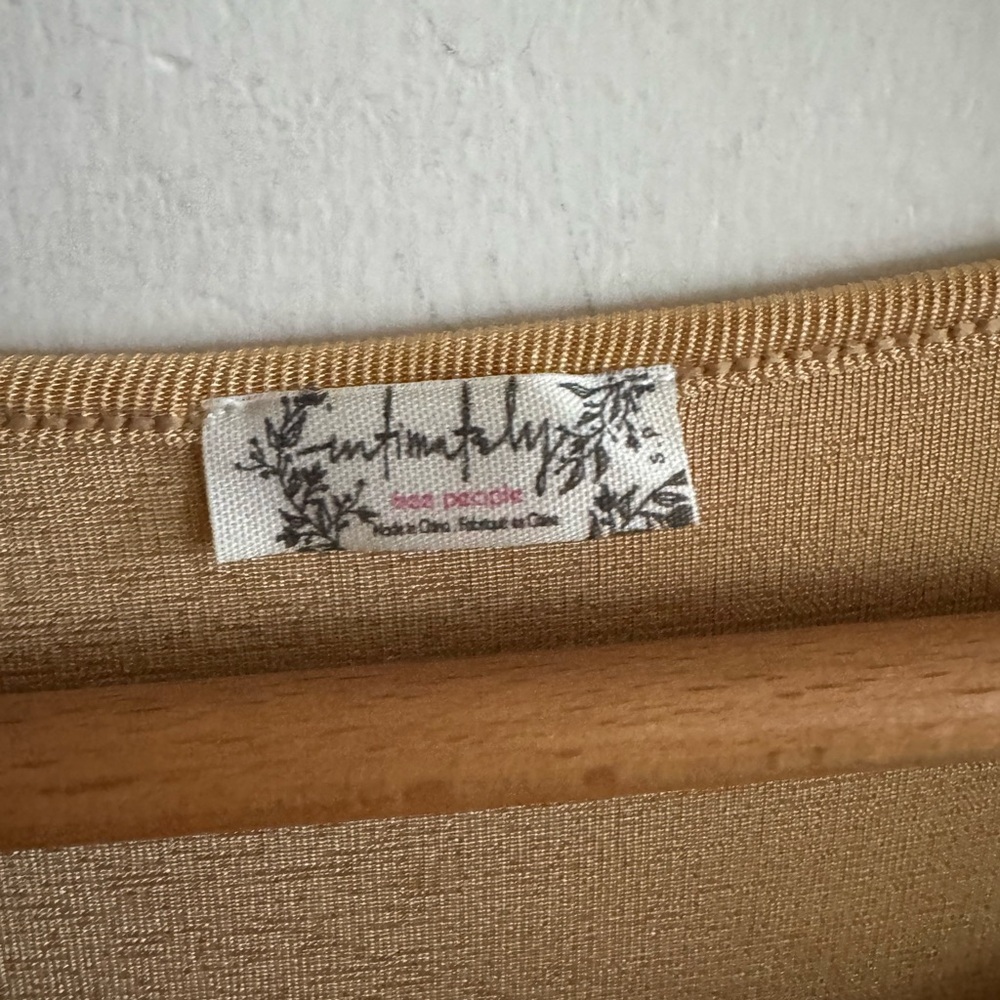 intimately
free people
Made in China . Fabriqué en Chine
S P